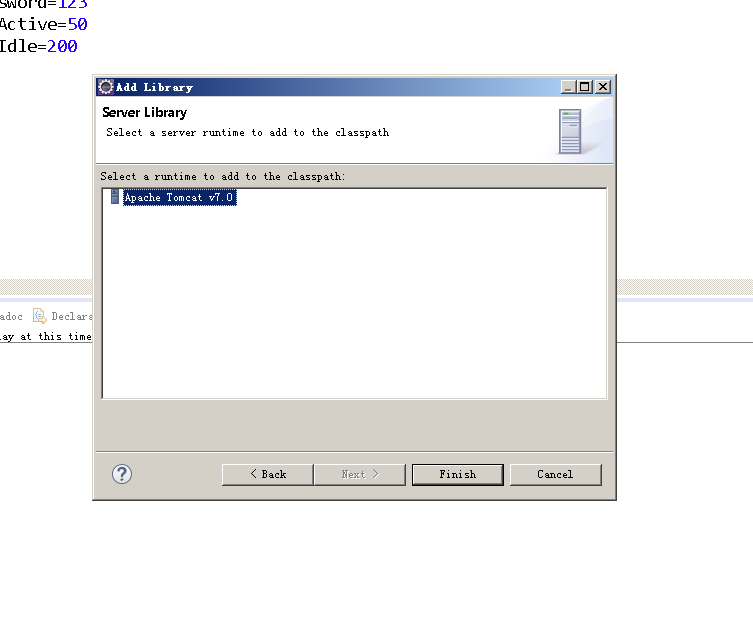 sword=123
Active=50
Idle=200
Add Library
Server Library
Select a server runtime to add to the classpath
Select a runtime to add to the classpath:
Apache Tomcat v7.0
adoc Declara
lay at this time
?
< Back
Next >
Finish
Cancel